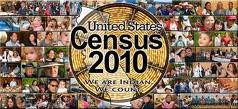 United States
Census
2010
WE ARE INDIAN.
WE COUNT.